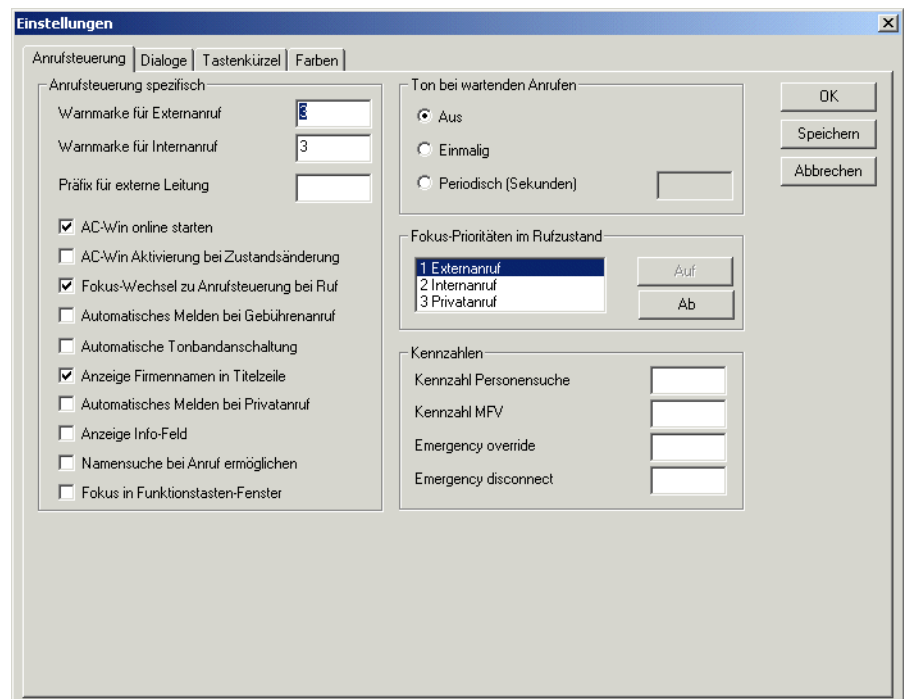 Einstellungen
Anrufsteuerung
Dialoge
Tastenkürzel
Farben
Anrufsteuerung spezifisch
Warnmarke für Externanruf
3
Warnmarke für Internanruf
3
Präfix für externe Leitung
AC-Win online starten
AC-Win Aktivierung bei Zustandsänderung
Fokus-Wechsel zu Anrufsteuerung bei Ruf
Automatisches Melden bei Gebührenanruf
Automatische Tonbandanschaltung
Anzeige Firmennamen in Titelzeile
Automatisches Melden bei Privatanruf
Anzeige Info-Feld
Namensuche bei Anruf ermöglichen
Fokus in Funktionstasten-Fenster
Ton bei wartenden Anrufen
Aus
Einmalig
Periodisch (Sekunden)
Fokus-Prioritäten im Rufzustand
1 Externanruf
2 Internanruf
3 Privatanruf
Auf
Ab
Kennzahlen
Kennzahl Personensuche
Kennzahl MFV
Emergency override
Emergency disconnect
OK
Speichern
Abbrechen